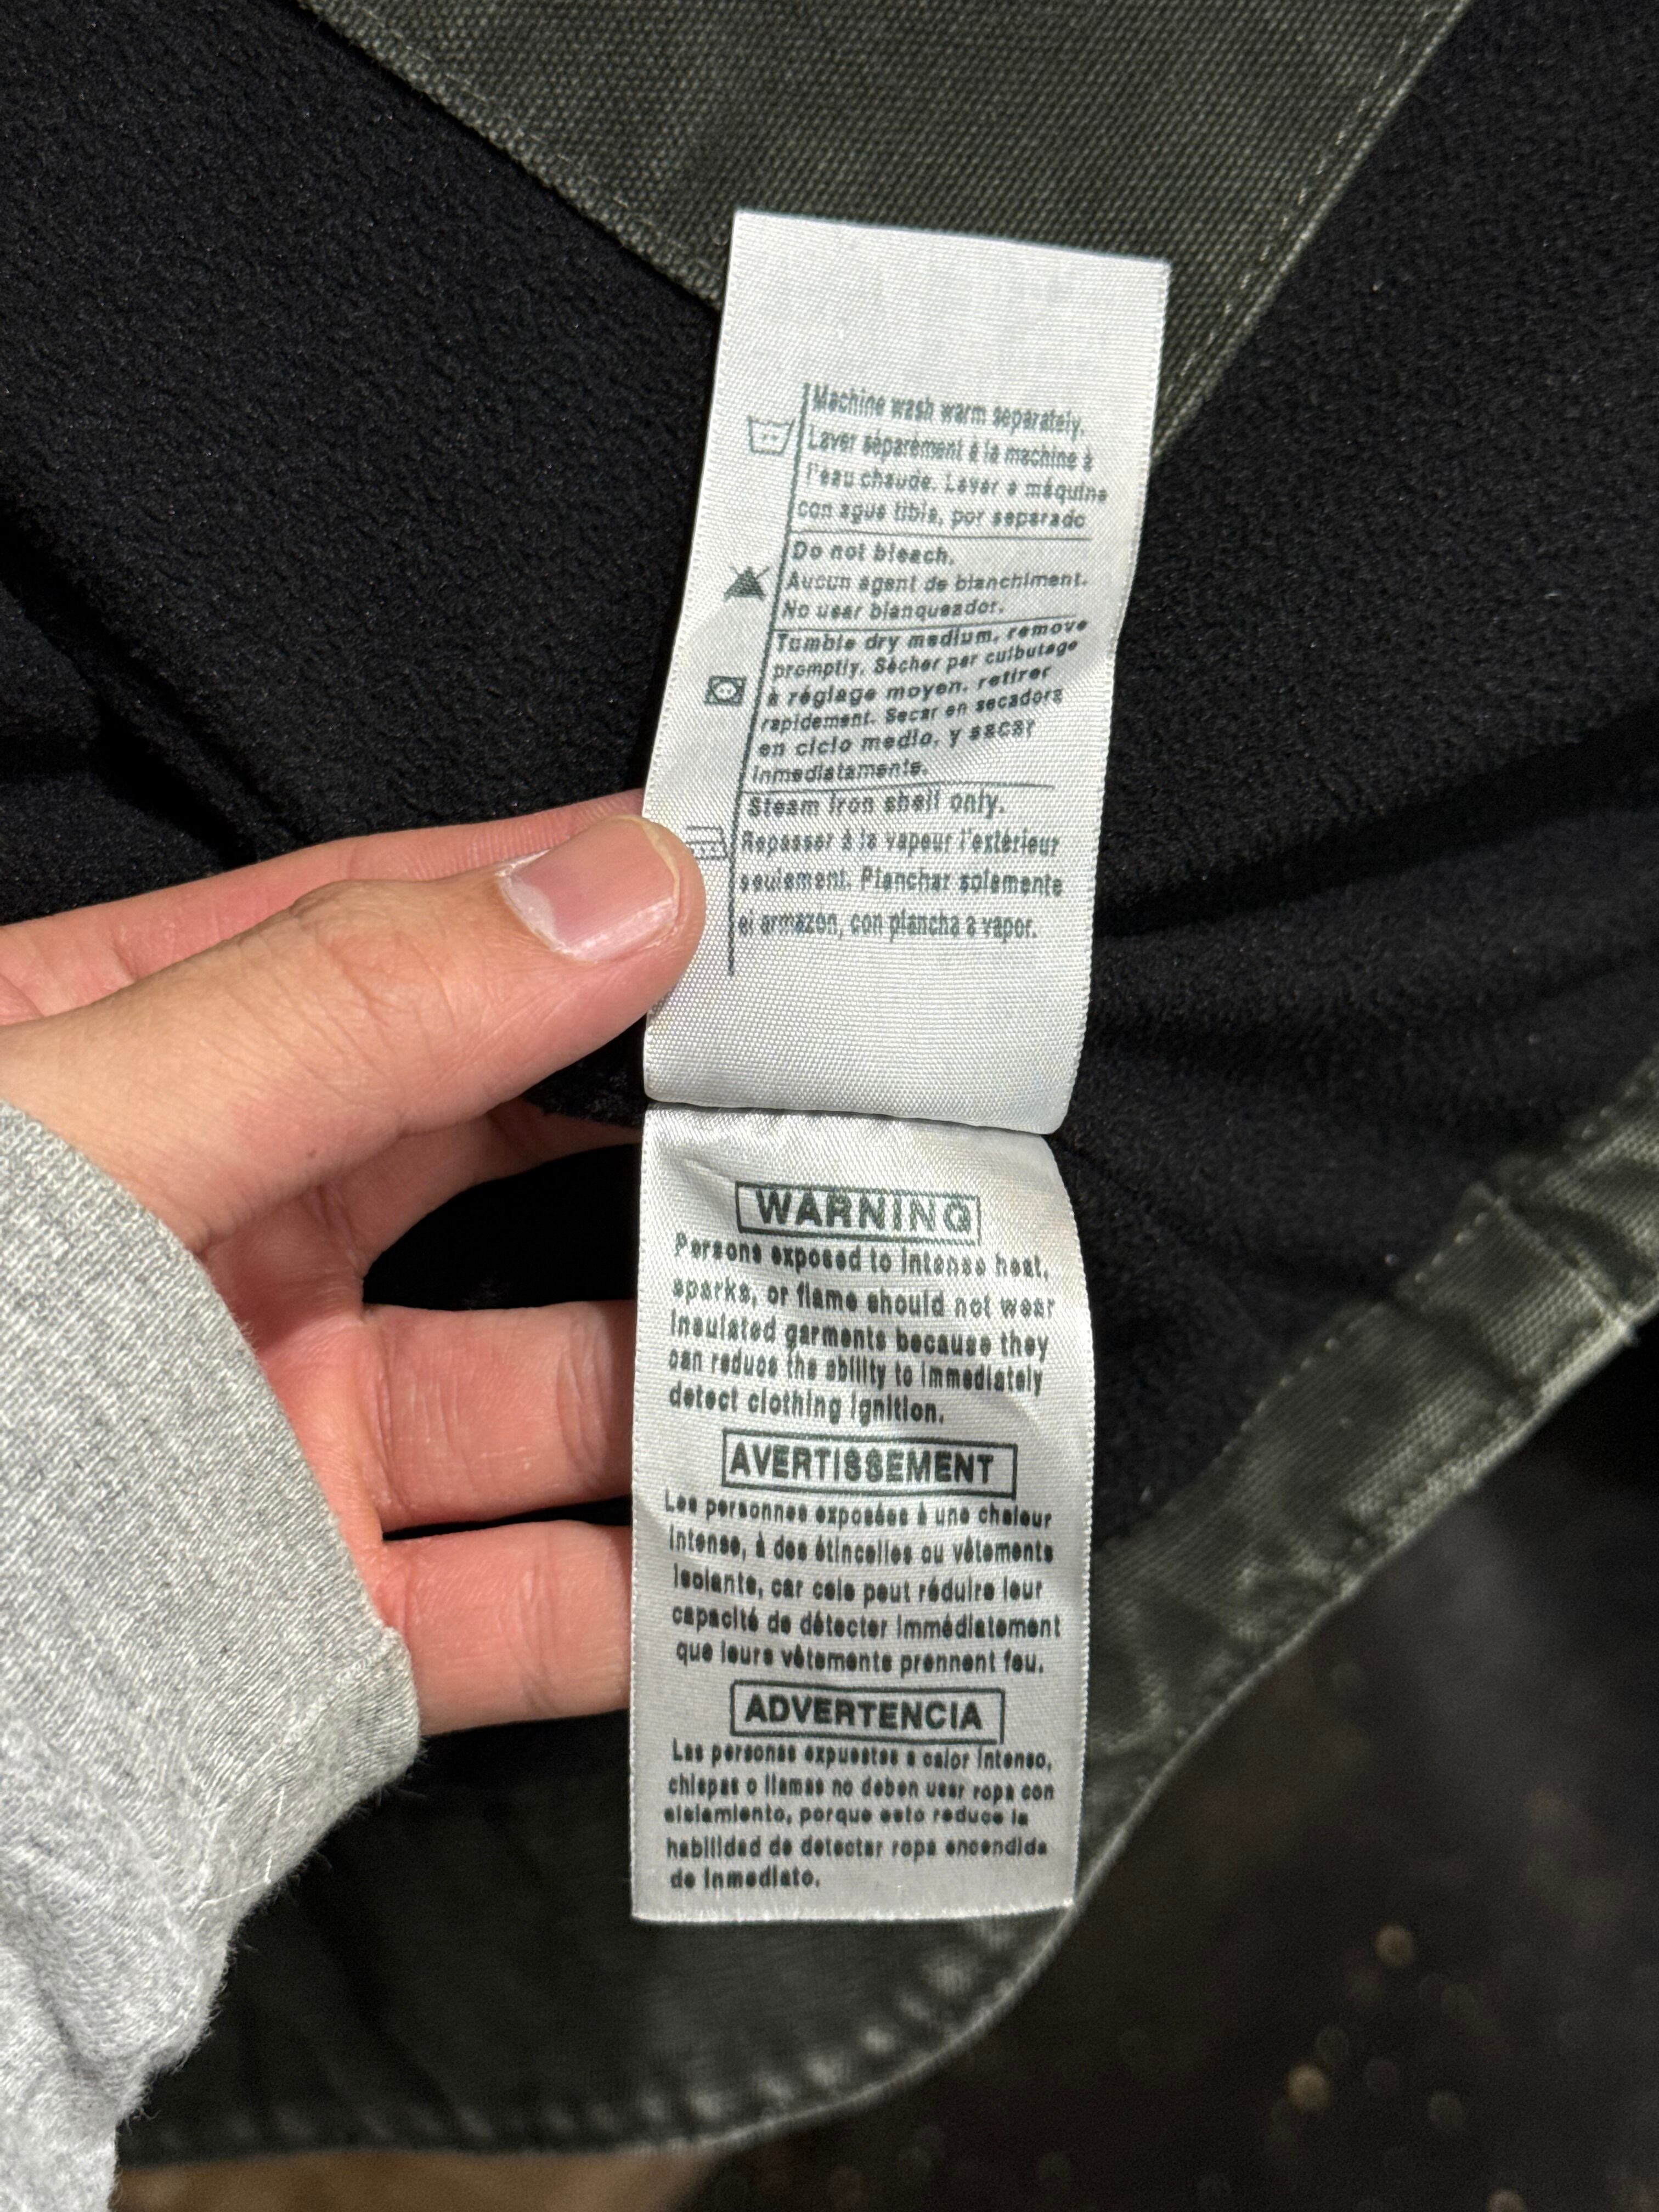 Machine wash warm separately.
Laver séparément à la machine à
l'eau chaude. Lavar a máquina
con agua tibia, por separado
Do not bleach.
Aucun agent de blanchiment.
No usar blanqueador.
Tumble dry medium, remove
promptly. Sécher par culbutage
à réglage moyen, retirer
rapidement. Secar en secadora
en ciclo medio, y sacar
inmediatamente.
Steam iron shell only.
Repasser à la vapeur l'extérieur
seulement. Planchar solamente
el armazón, con plancha a vapor.
WARNING
Persons exposed to intense heat,
sparks, or flame should not wear
insulated garments because they
can reduce the ability to immediately
detect clothing ignition.
AVERTISSEMENT
Les personnes exposées à une chaleur
intense, à des étincelles ou vêtements
isolants, car cela peut réduire leur
capacité de détecter immédiatement
que leurs vêtements prennent feu.
ADVERTENCIA
Las personas expuestas a calor intenso,
chispas o llamas no deben usar ropa con
aislamiento, porque esto reduce la
habilidad de detectar ropa encendida
de inmediato.